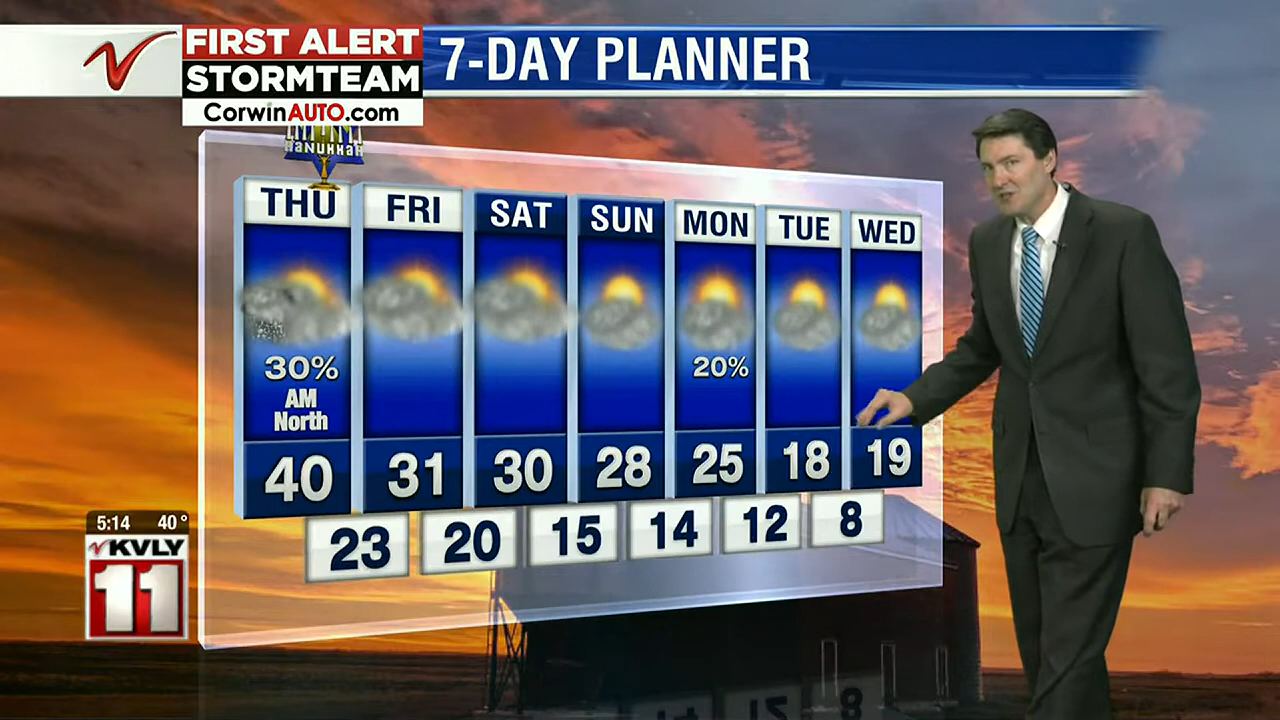 FIRST ALERT
STORMTEAM
CorwinAUTO.com
7-DAY PLANNER
HANUKKAH
THU FRI SAT SUN MON TUE WED
30% 20%
AM
North
40 31 30 28 25 18 19
23 20 15 14 12 8
5:14 40°
KVLY
11